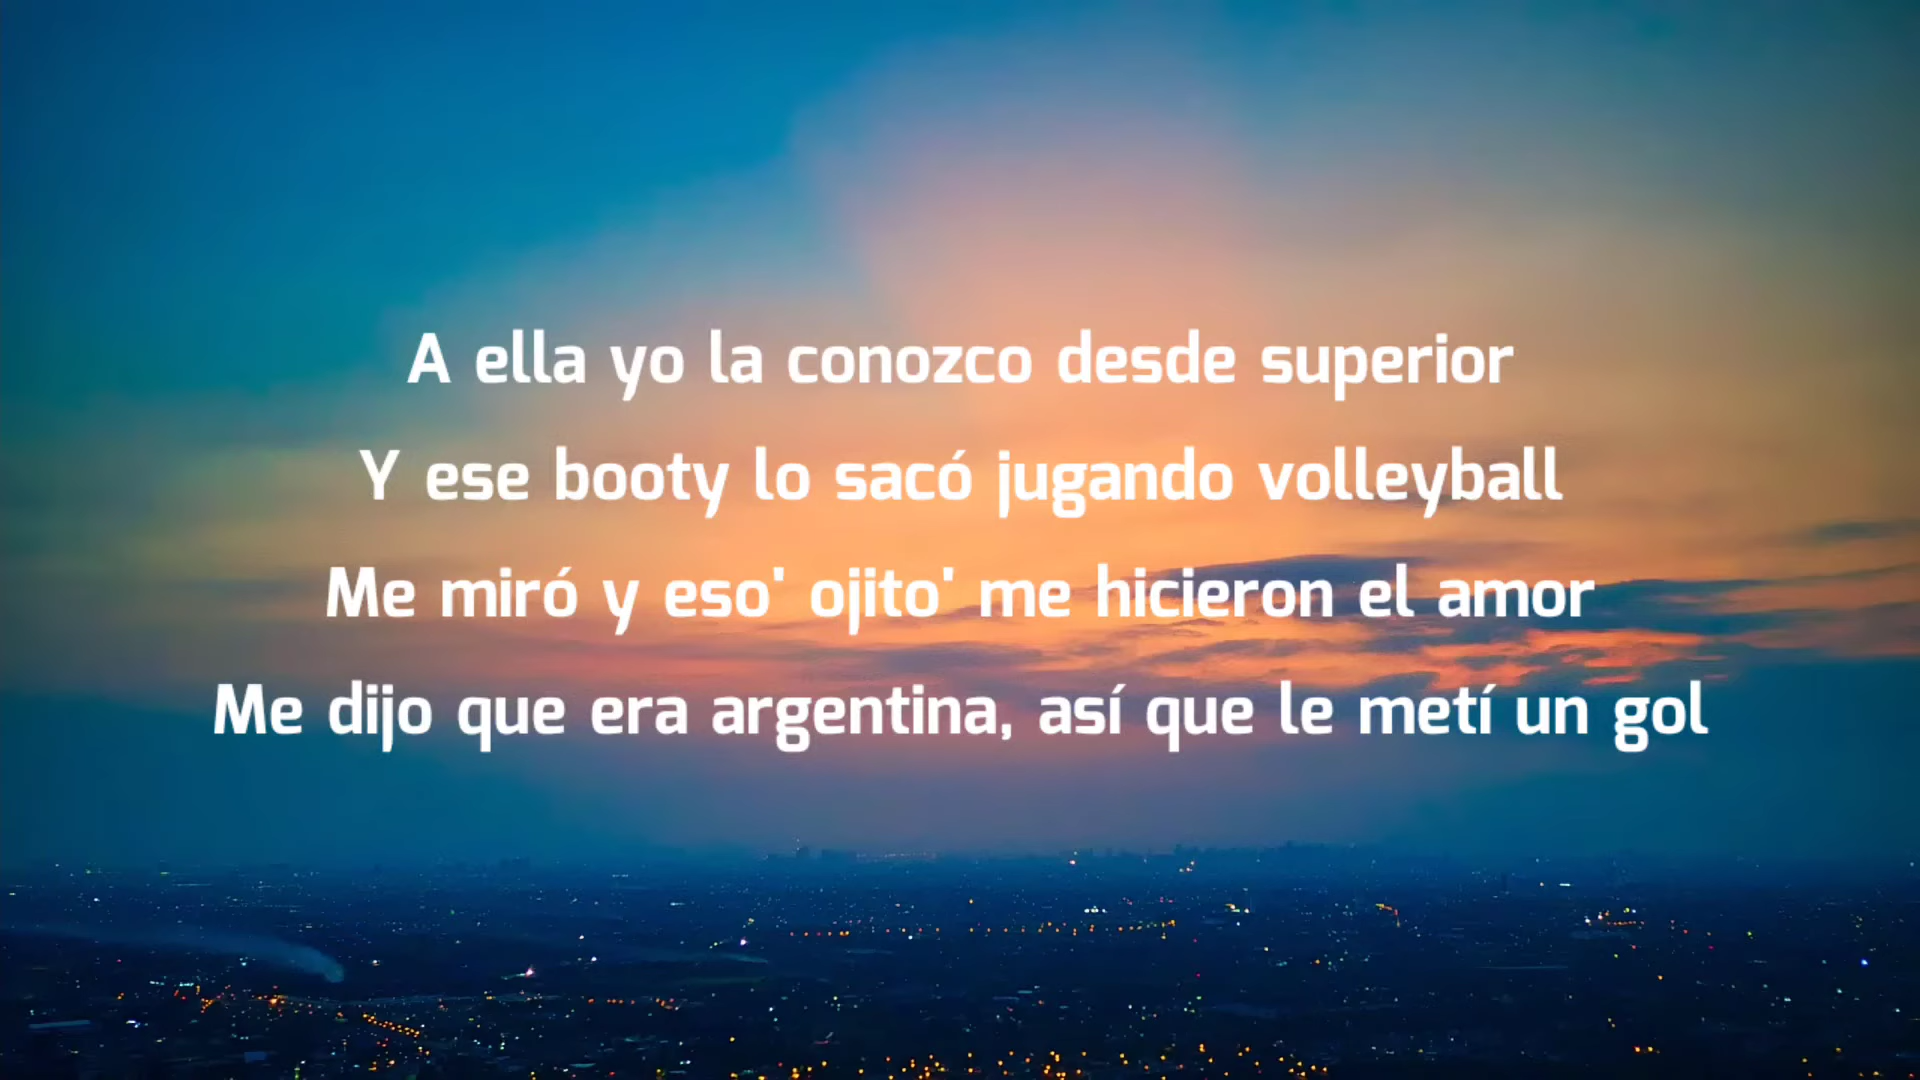 A ella yo la conozco desde superior
Y ese booty lo sacó jugando volleyball
Me miró y eso' ojito' me hicieron el amor
Me dijo que era argentina, así que le metí un gol